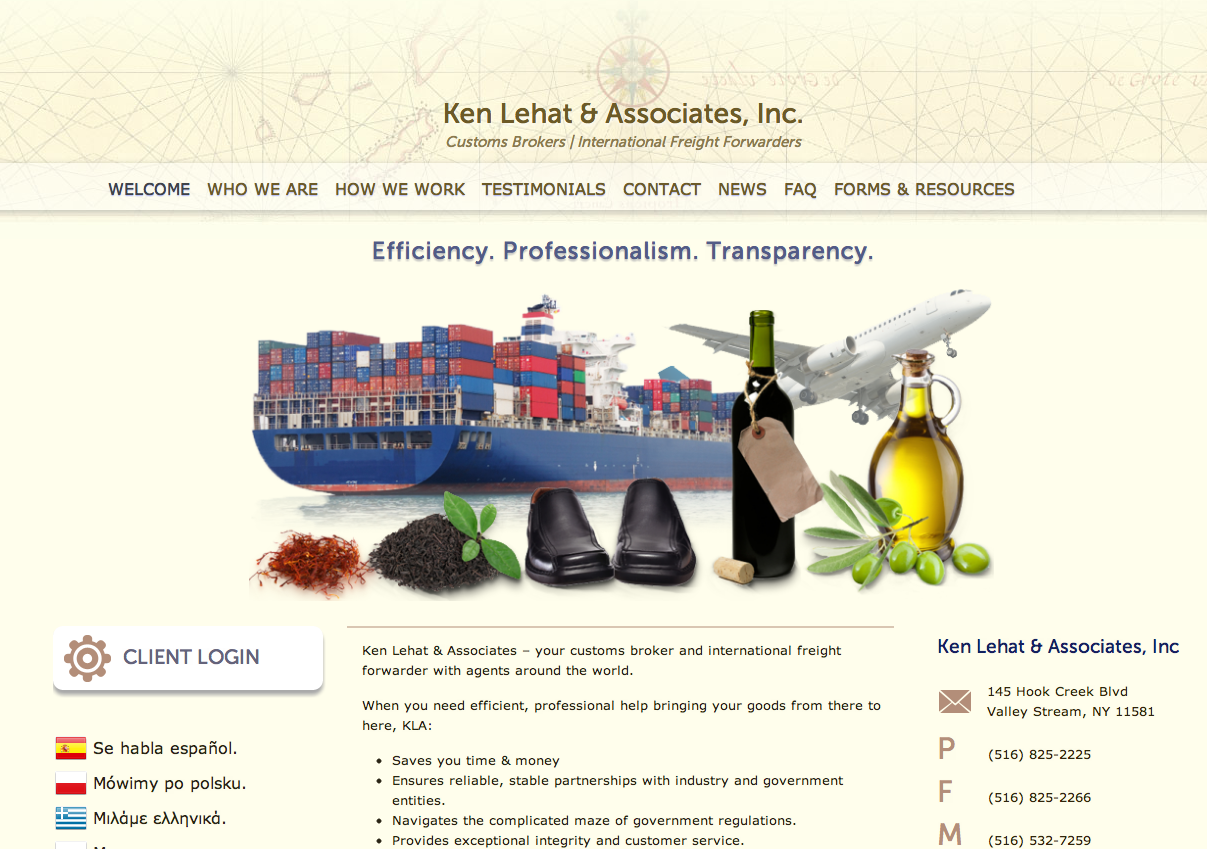 Ken Lehat & Associates, Inc.
Customs Brokers | International Freight Forwarders
WELCOME WHO WE ARE HOW WE WORK TESTIMONIALS CONTACT NEWS FAQ FORMS & RESOURCES
Efficiency. Professionalism. Transparency.
CLIENT LOGIN
Se habla español.
Mówimy po polsku.
Μιλάμε ελληνικά.
Ken Lehat & Associates – your customs broker and international freight
forwarder with agents around the world.
When you need efficient, professional help bringing your goods from there to
here, KLA:
• Saves you time & money
• Ensures reliable, stable partnerships with industry and government
entities.
• Navigates the complicated maze of government regulations.
• Provides exceptional integrity and customer service.
Ken Lehat & Associates, Inc
145 Hook Creek Blvd
Valley Stream, NY 11581
P (516) 825-2225
F (516) 825-2266
M (516) 532-7259